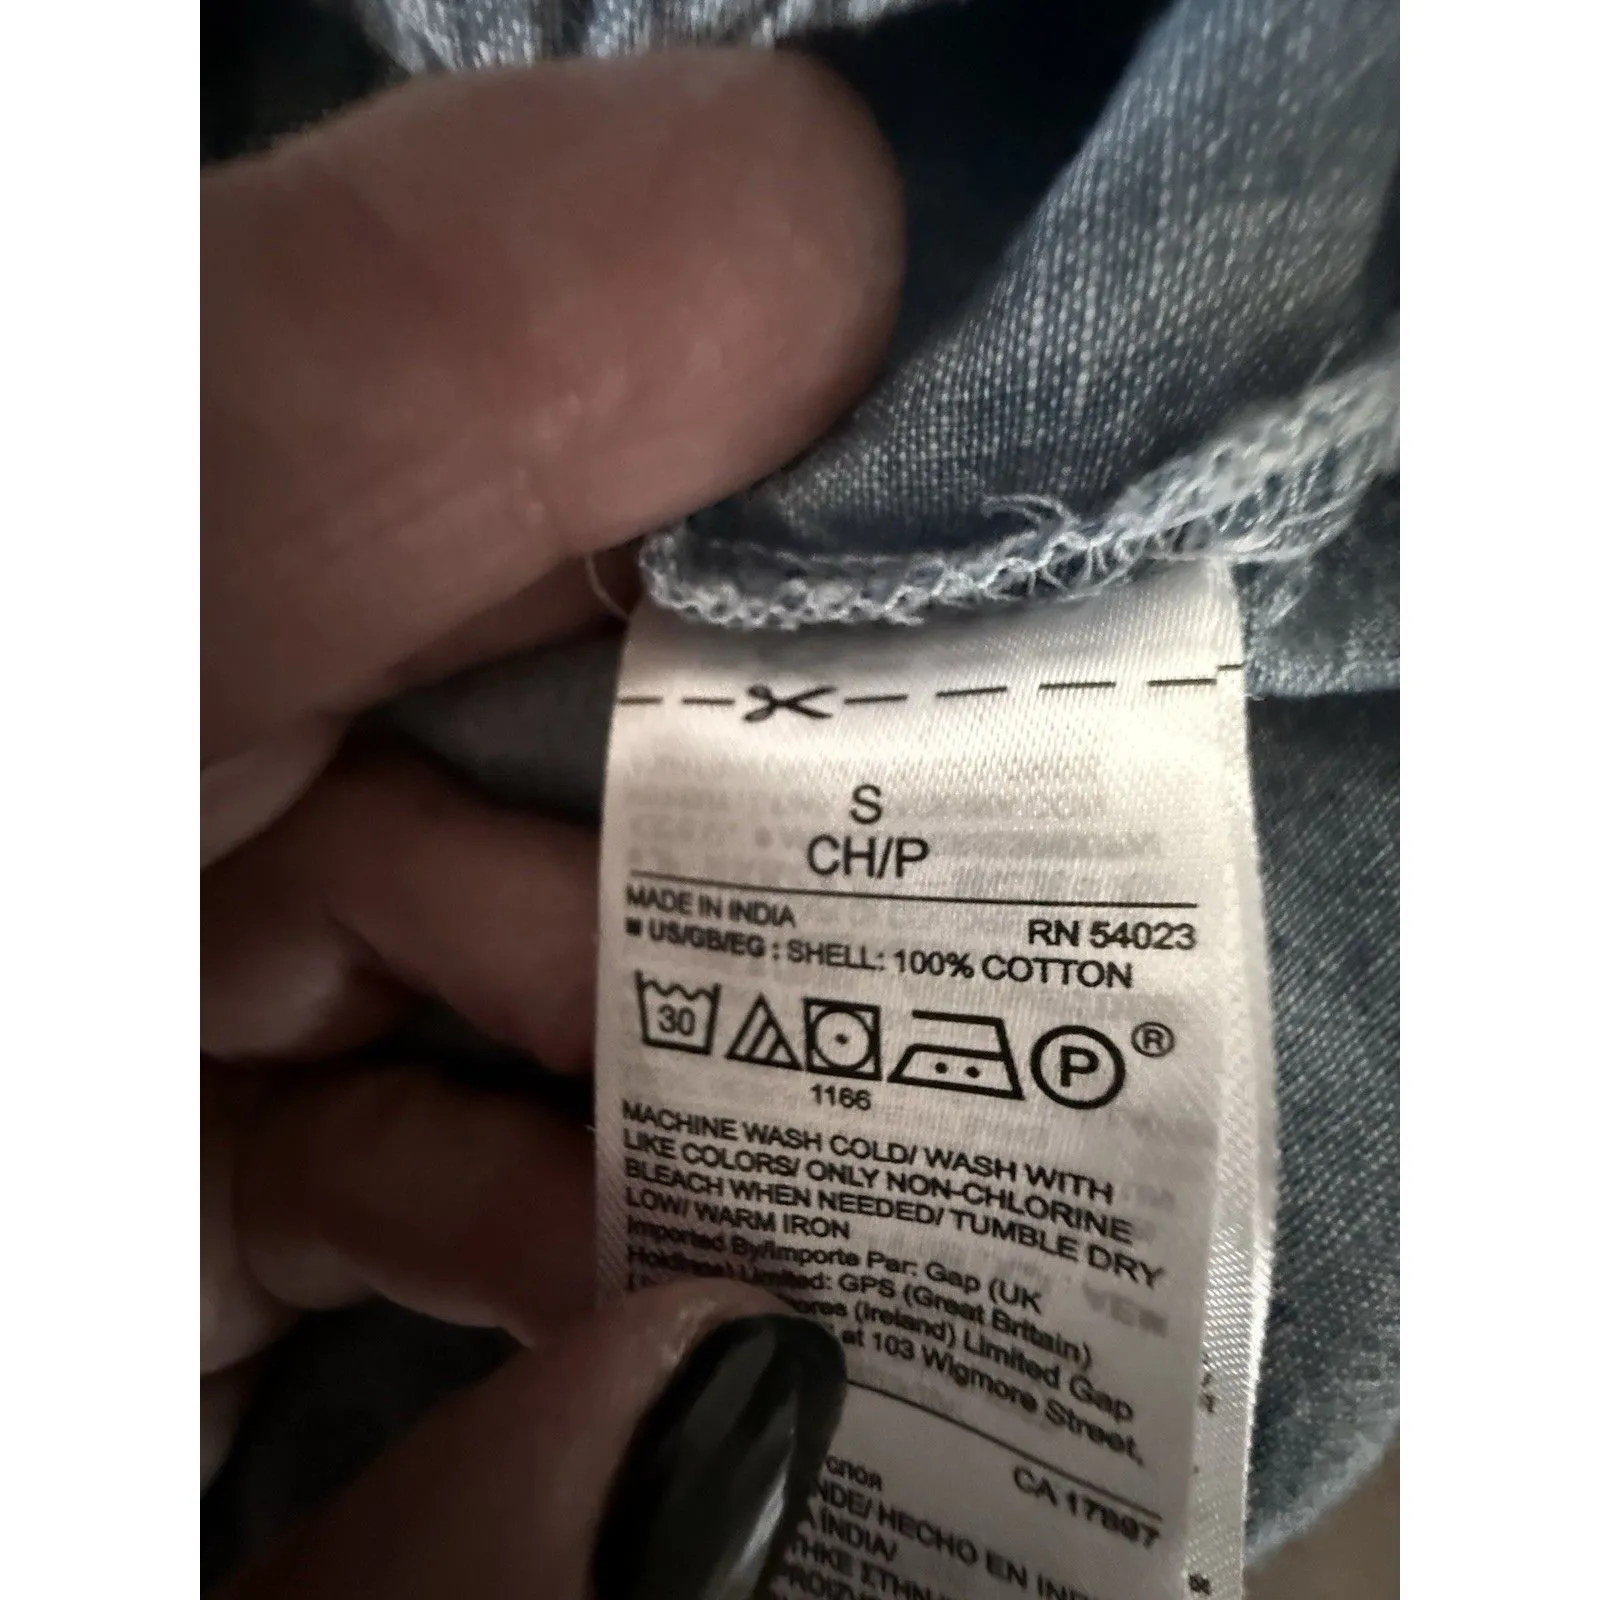 S
CH/P
MADE IN INDIA
RN 54023
US/GB/EG : SHELL: 100% COTTON
30
P ®
1166
MACHINE WASH COLD/ WASH WITH
LIKE COLORS/ ONLY NON-CHLORINE
BLEACH WHEN NEEDED/ TUMBLE DRY
LOW/ WARM IRON
Imported By/Importe Par: Gap (UK
Limited: GPS (Great Britain)
(Ireland) Limited Gap
at 103 Wigmore Street,
CA 17897
HECHO EN
INDIA/
ΣΤΗΝ